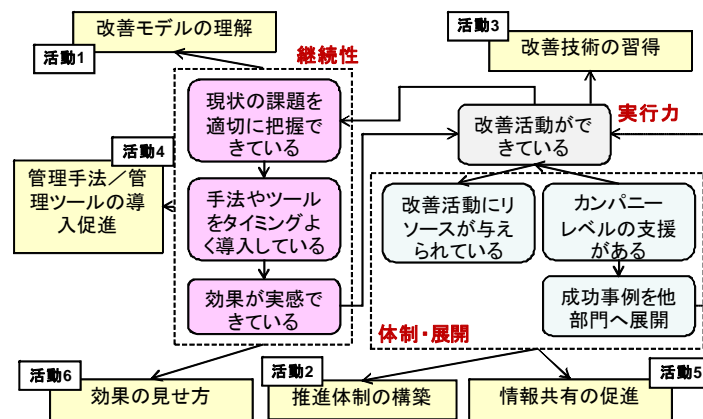 改善モデルの理解
活動1
継続性
活動3
改善技術の習得
現状の課題を
適切に把握で
きている
改善活動がで
きている
実行力
活動4
管理手法／管
理ツールの導
入促進
手法やツール
をタイミングよ
く導入している
改善活動にリ
ソースが与え
られている
カンパニー
レベルの支援
がある
効果が実感で
きている
成功事例を他
部門へ展開
体制・展開
活動6
効果の見せ方
活動2
推進体制の構築
活動5
情報共有の促進